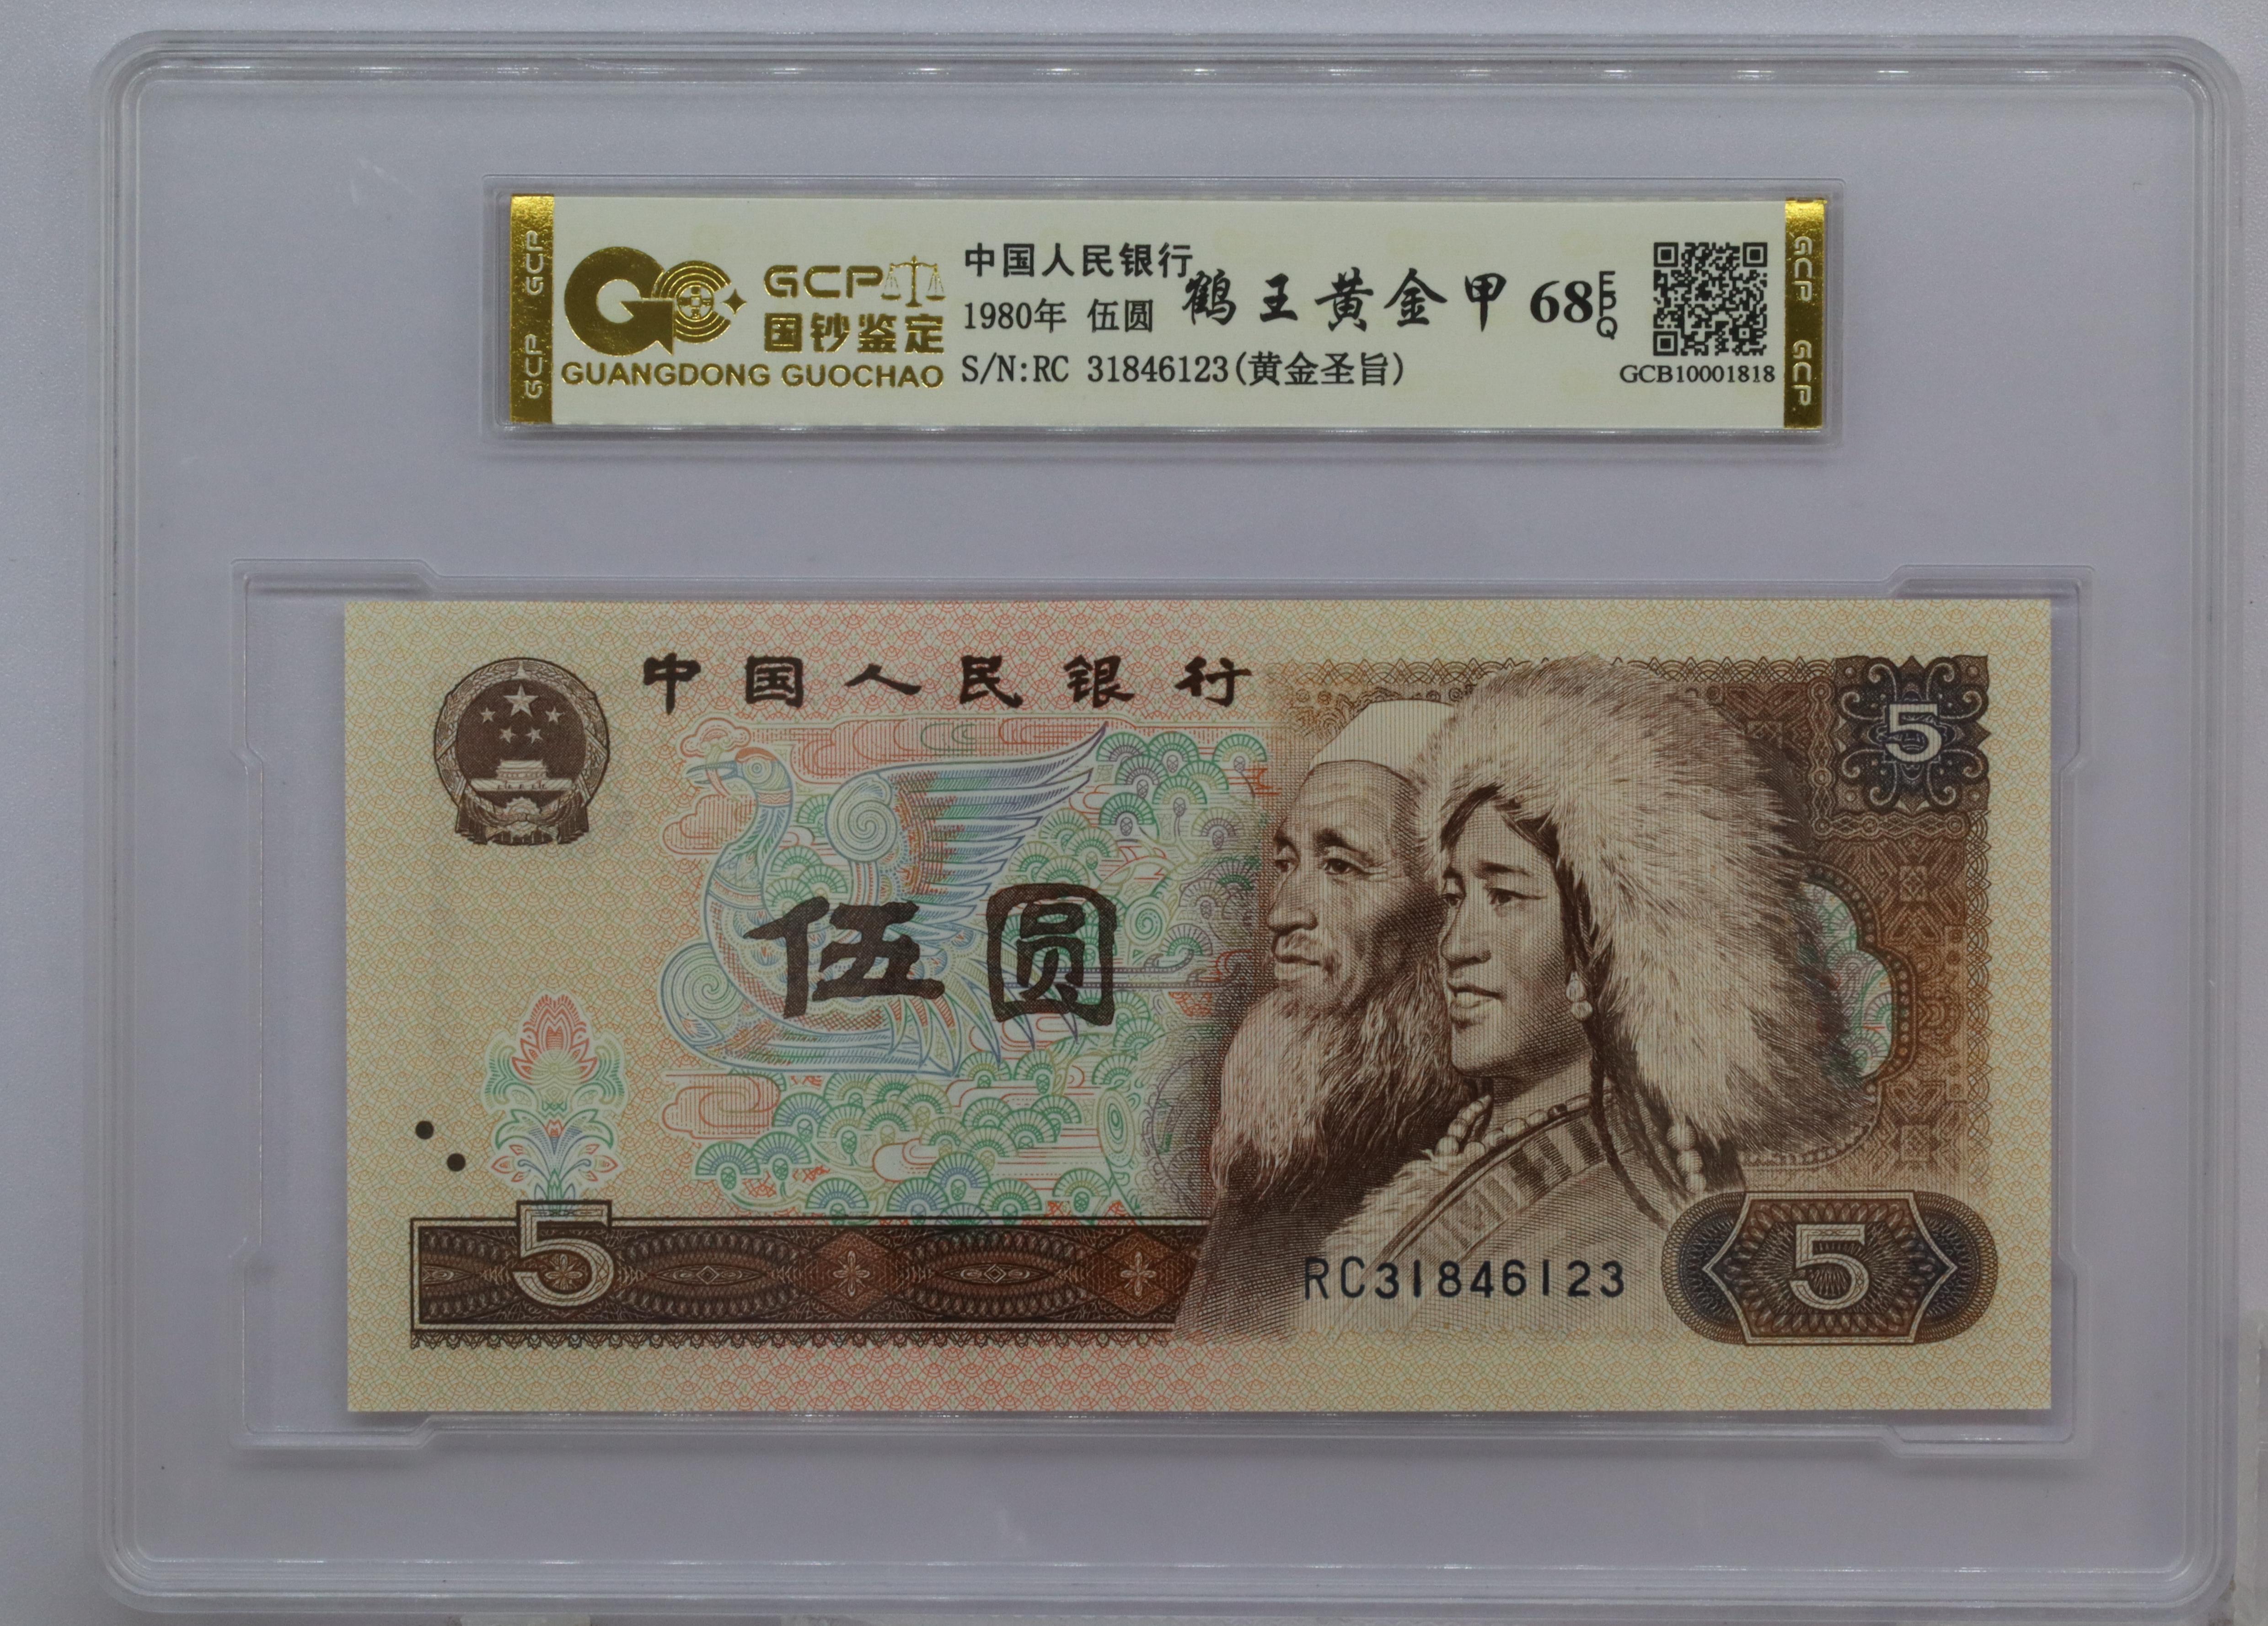 GCP GCP
GCP
国钞鉴定
GUANGDONG GUOCHAO
中国人民银行
1980年 伍圆
S/N:RC 31846123(黄金圣旨)
鹤王黄金甲 68 EPQ
GCB10001818
GCP GCP
中国人民银行
5
伍圆
5
RC31846123
5